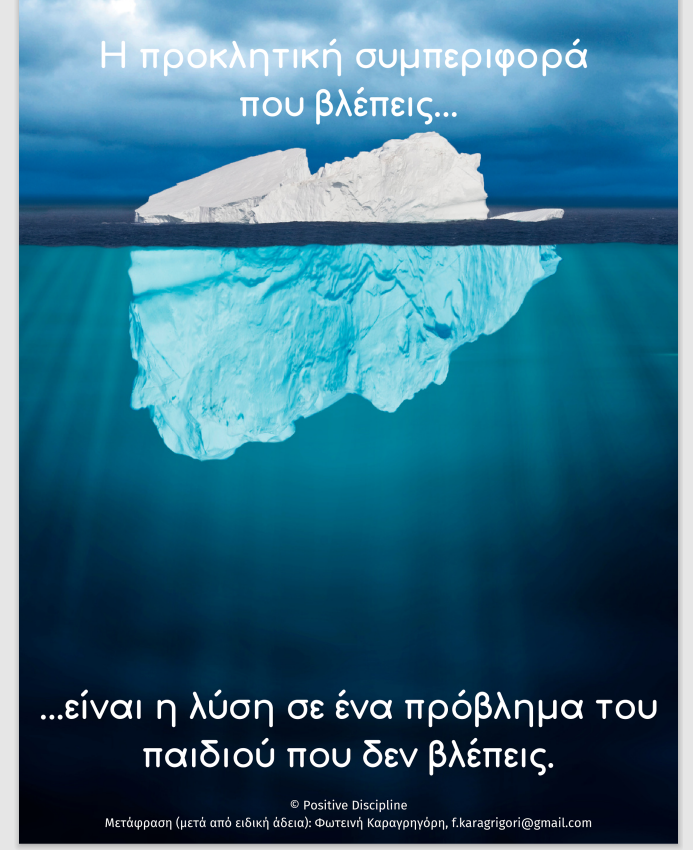 Η προκλητική συμπεριφορά
που βλέπεις...
...είναι η λύση σε ένα πρόβλημα του
παιδιού που δεν βλέπεις.
© Positive Discipline
Μετάφραση (μετά από ειδική άδεια): Φωτεινή Καραγρηγόρη, f.karagrigori@gmail.com